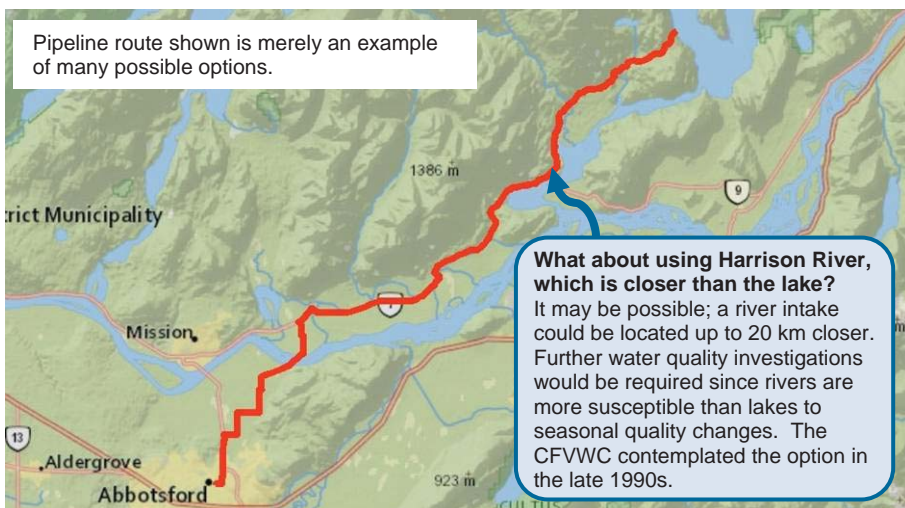 Pipeline route shown is merely an example
of many possible options.
1386 m
9
rict Municipality
What about using Harrison River,
which is closer than the lake?
It may be possible; a river intake
could be located up to 20 km closer.
Further water quality investigations
would be required since rivers are
more susceptible than lakes to
seasonal quality changes. The
CFVWC contemplated the option in
the late 1990s.
7
Mission
13
Aldergrove
Abbotsford
923 m
m